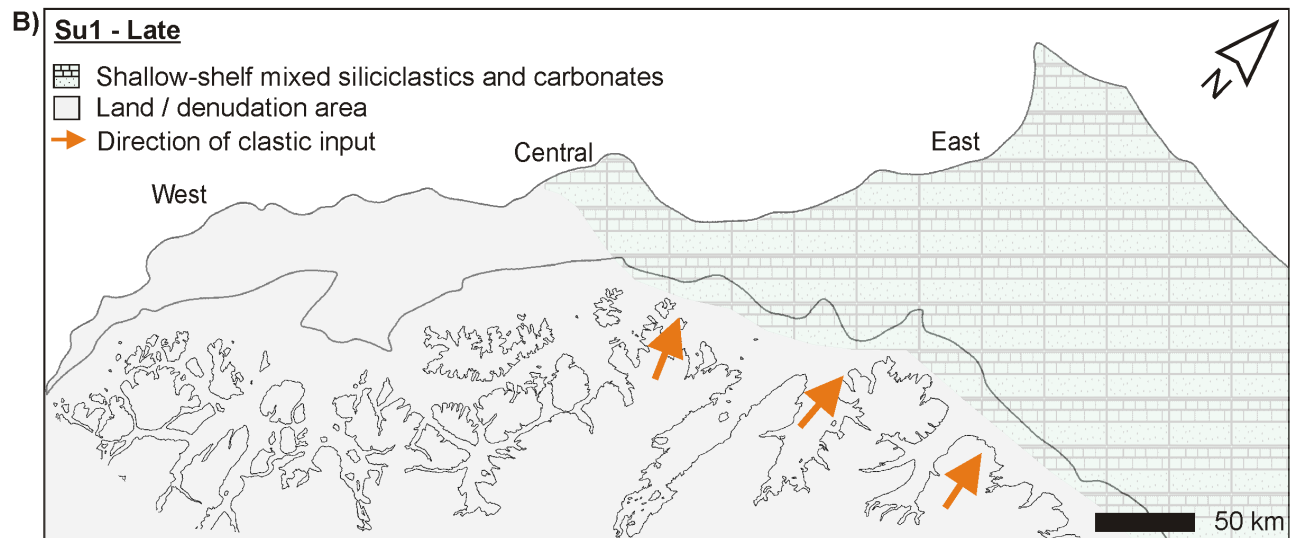 B)
Su1 - Late
Shallow-shelf mixed siliciclastics and carbonates
Land / denudation area
Direction of clastic input
N
West
Central
East
50 km